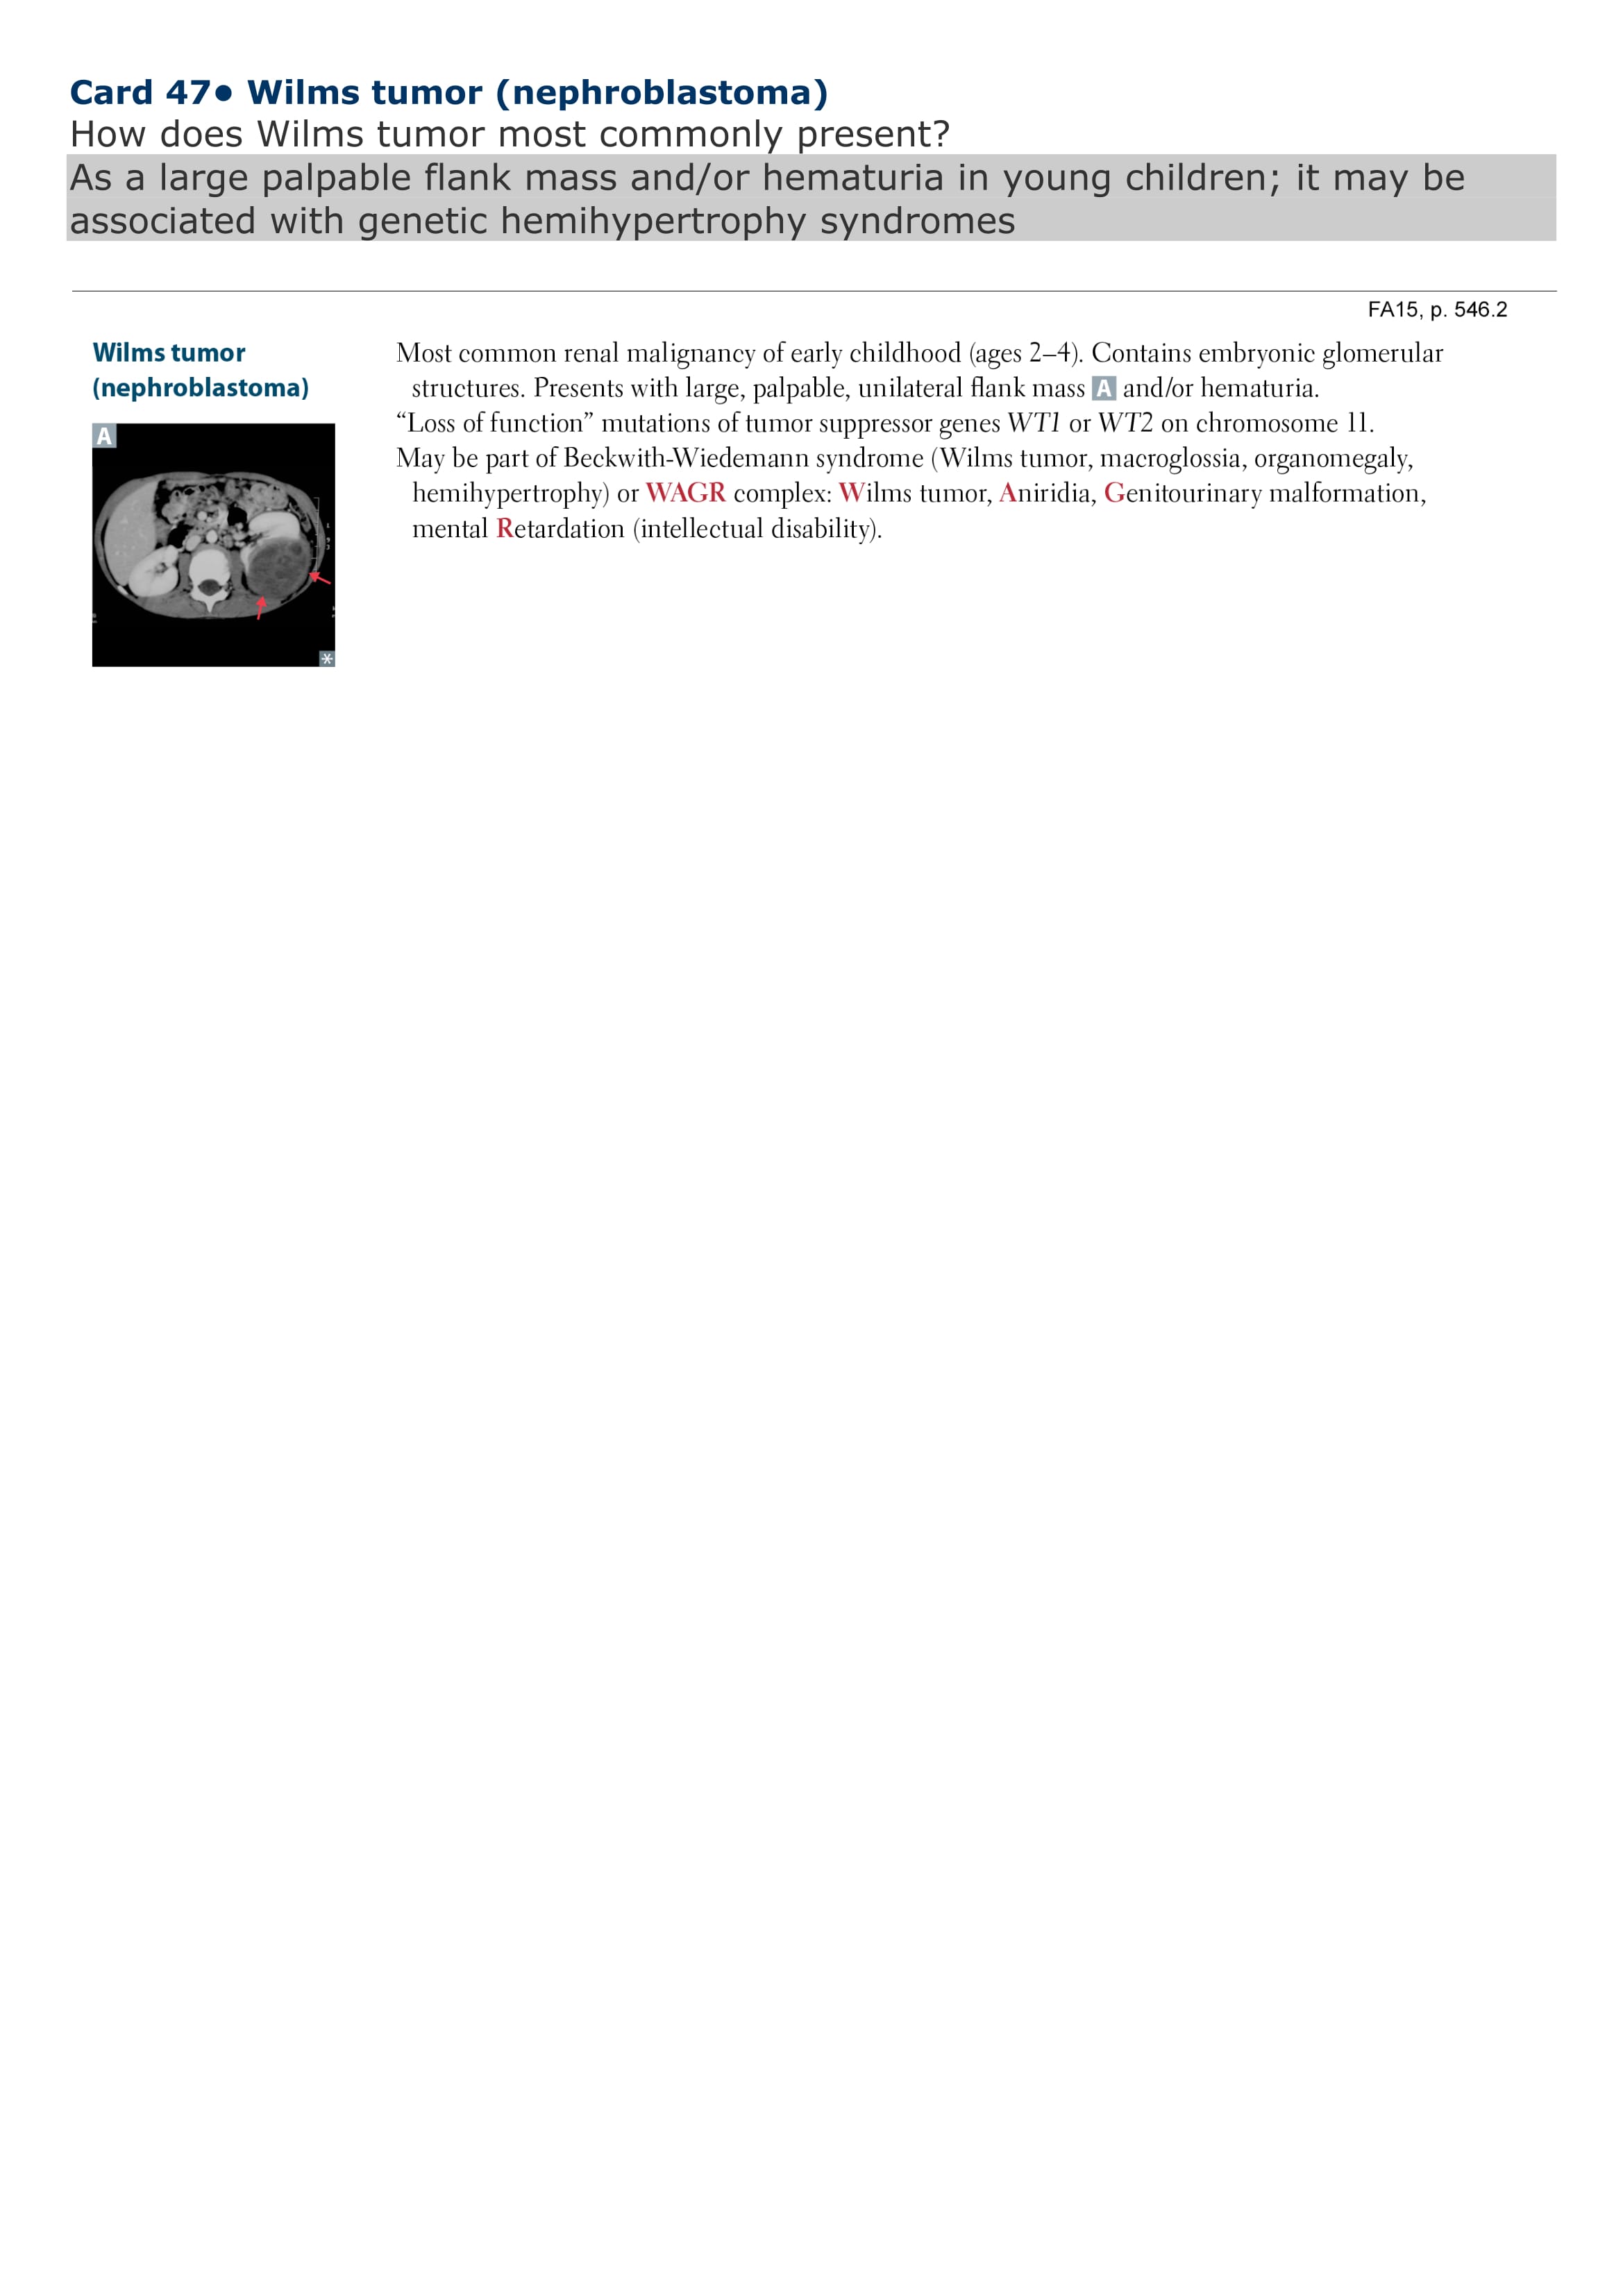 Card 47● Wilms tumor (nephroblastoma)
How does Wilms tumor most commonly present?
As a large palpable flank mass and/or hematuria in young children; it may be
associated with genetic hemihypertrophy syndromes
FA15, p. 546.2
Wilms tumor
(nephroblastoma)
A
Most common renal malignancy of early childhood (ages 2–4). Contains embryonic glomerular
structures. Presents with large, palpable, unilateral flank mass A and/or hematuria.
“Loss of function” mutations of tumor suppressor genes WT1 or WT2 on chromosome 11.
May be part of Beckwith-Wiedemann syndrome (Wilms tumor, macroglossia, organomegaly,
hemihypertrophy) or WAGR complex: Wilms tumor, Aniridia, Genitourinary malformation,
mental Retardation (intellectual disability).